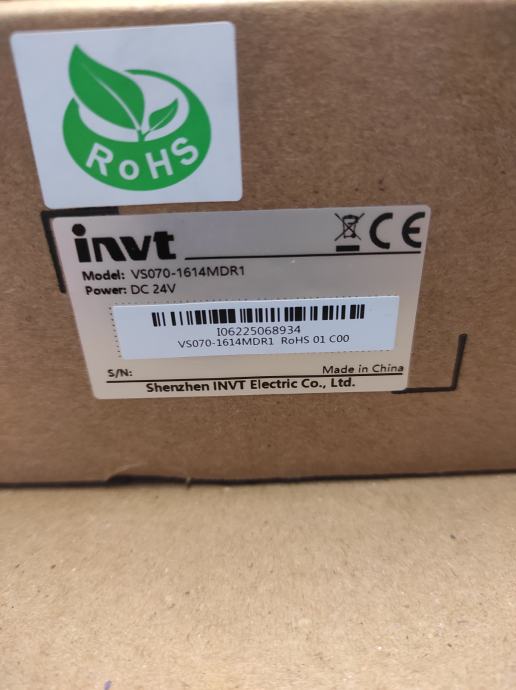 RoHS
invt
CE
Model: VS070-1614MDR1
Power: DC 24V
I06225068934
VS070-1614MDR1 RoHS 01 C00
S/N:
Made in China
Shenzhen INVT Electric Co., Ltd.